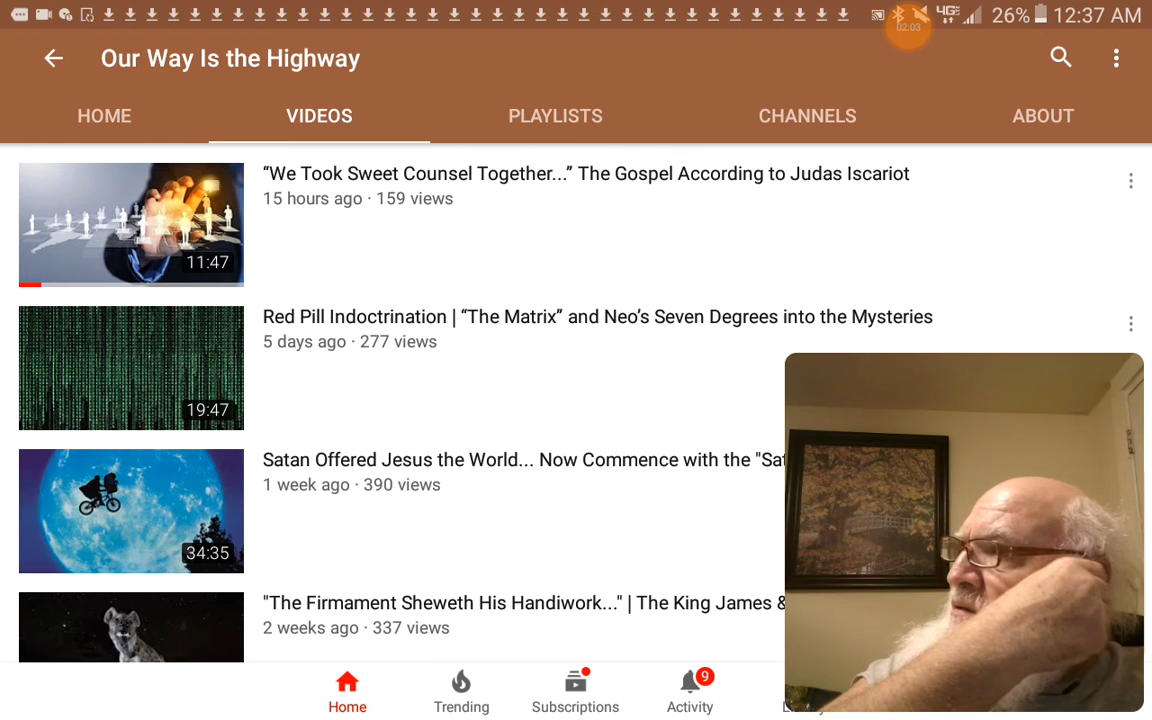 4G 26% 12:37 AM
02:03
Our Way Is the Highway
HOME VIDEOS PLAYLISTS CHANNELS ABOUT
“We Took Sweet Counsel Together...” The Gospel According to Judas Iscariot
15 hours ago · 159 views
11:47
Red Pill Indoctrination | “The Matrix” and Neo’s Seven Degrees into the Mysteries
5 days ago · 277 views
19:47
Satan Offered Jesus the World... Now Commence with the "Sat
1 week ago · 390 views
34:35
"The Firmament Sheweth His Handiwork..." | The King James &
2 weeks ago · 337 views
9
Home Trending Subscriptions Activity